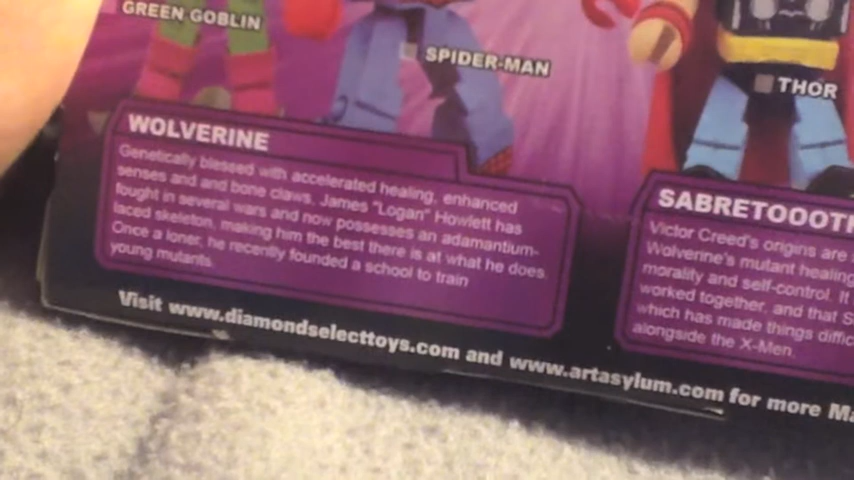 GREEN GOBLIN
SPIDER-MAN
THOR
WOLVERINE
Genetically blessed with accelerated healing, enhanced
senses and and bone claws, James "Logan" Howlett has
fought in several wars and now possesses an adamantium-
laced skeleton, making him the best there is at what he does.
Once a loner, he recently founded a school to train
young mutants.
SABRETOOOTH
Victor Creed's origins are
Wolverine's mutant healing
morality and self-control. It
worked together, and that
which has made things
alongside the X-Men.
Visit www.diamondselecttoys.com and www.artasylum.com for more